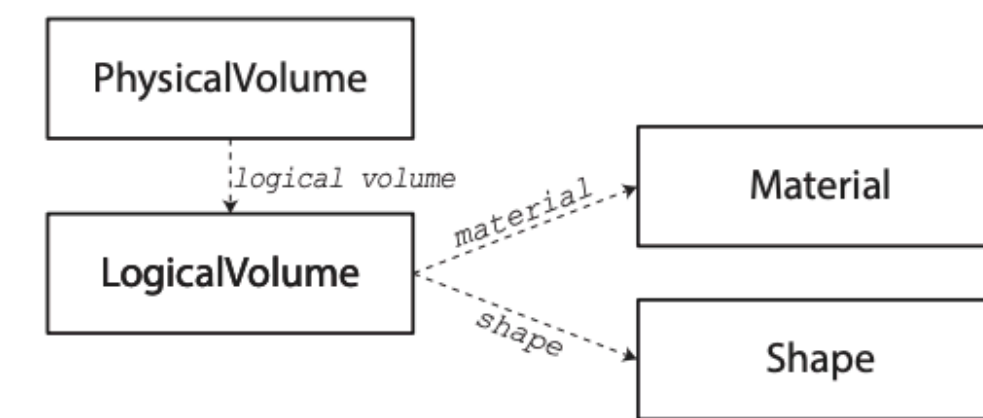 PhysicalVolume
logical volume
LogicalVolume
material
Material
shape
Shape